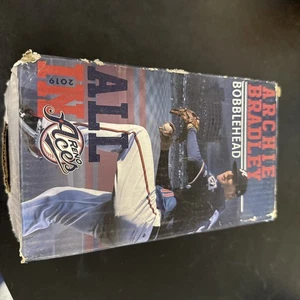 ARCHIE
BRADLEY
BOBBLEHEAD
ALL
IN
2019
RENO
Aces